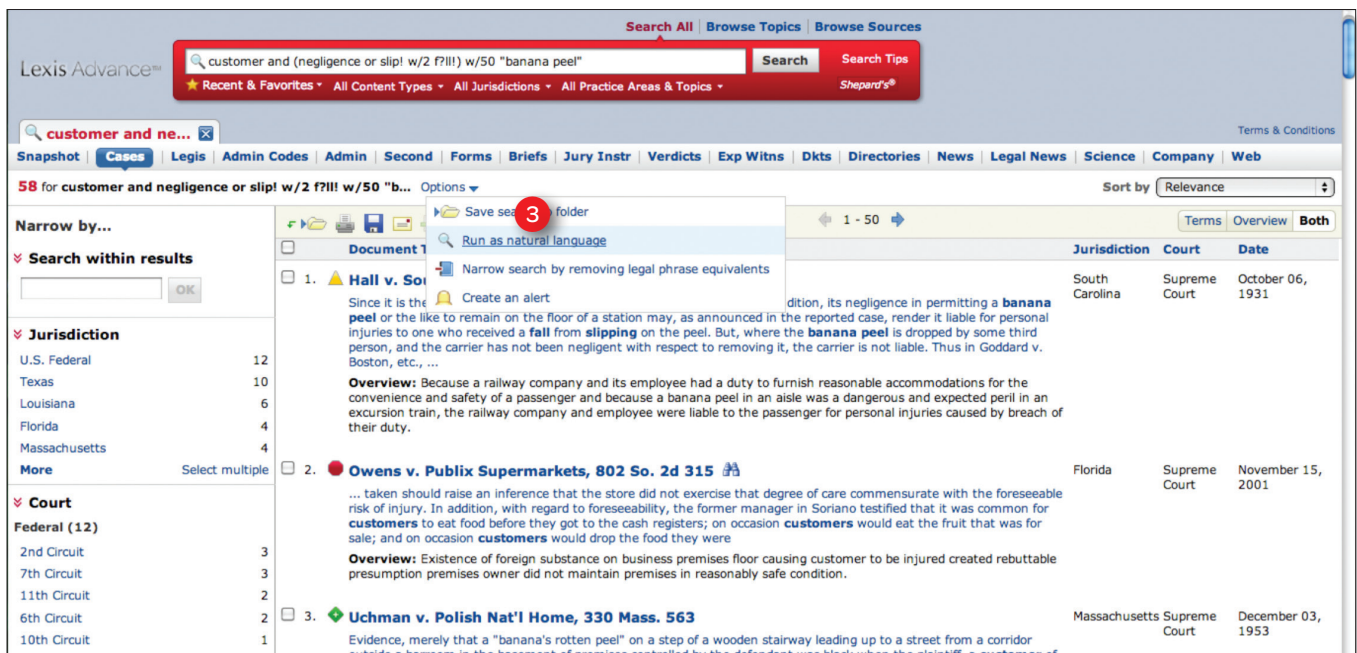 Search All | Browse Topics | Browse Sources
Lexis Advance™
customer and (negligence or slip! w/2 f?ll!) w/50 "banana peel"
Search
Search Tips
Recent & Favorites All Content Types All Jurisdictions All Practice Areas & Topics
Shepard's®
customer and ne...
Terms & Conditions
Snapshot | Cases | Legis | Admin Codes | Admin | Second | Forms | Briefs | Jury Instr | Verdicts | Exp Witns | Dkts | Directories | News | Legal News | Science | Company | Web
58 for customer and negligence or slip! w/2 f?ll! w/50 "b... Options
Sort by Relevance
Save sea 3 folder
Run as natural language
Narrow search by removing legal phrase equivalents
Create an alert
1 - 50
Terms Overview Both
Narrow by...
Search within results
OK
Jurisdiction
U.S. Federal 12
Texas 10
Louisiana 6
Florida 4
Massachusetts 4
More Select multiple
Court
Federal (12)
2nd Circuit 3
7th Circuit 3
11th Circuit 2
6th Circuit 2
10th Circuit 1
Document T
Jurisdiction Court Date
1. Hall v. Sou
South Carolina Supreme Court October 06, 1931
Since it is the dition, its negligence in permitting a banana
peel or the like to remain on the floor of a station may, as announced in the reported case, render it liable for personal
injuries to one who received a fall from slipping on the peel. But, where the banana peel is dropped by some third
person, and the carrier has not been negligent with respect to removing it, the carrier is not liable. Thus in Goddard v.
Boston, etc., ...
Overview: Because a railway company and its employee had a duty to furnish reasonable accommodations for the
convenience and safety of a passenger and because a banana peel in an aisle was a dangerous and expected peril in an
excursion train, the railway company and employee were liable to the passenger for personal injuries caused by breach of
their duty.
2. Owens v. Publix Supermarkets, 802 So. 2d 315
Florida Supreme Court November 15, 2001
... taken should raise an inference that the store did not exercise that degree of care commensurate with the foreseeable
risk of injury. In addition, with regard to foreseeability, the former manager in Soriano testified that it was common for
customers to eat food before they got to the cash registers; on occasion customers would eat the fruit that was for
sale; and on occasion customers would drop the food they were
Overview: Existence of foreign substance on business premises floor causing customer to be injured created rebuttable
presumption premises owner did not maintain premises in reasonably safe condition.
3. Uchman v. Polish Nat'l Home, 330 Mass. 563
Massachusetts Supreme Court December 03, 1953
Evidence, merely that a "banana's rotten peel" on a step of a wooden stairway leading up to a street from a corridor